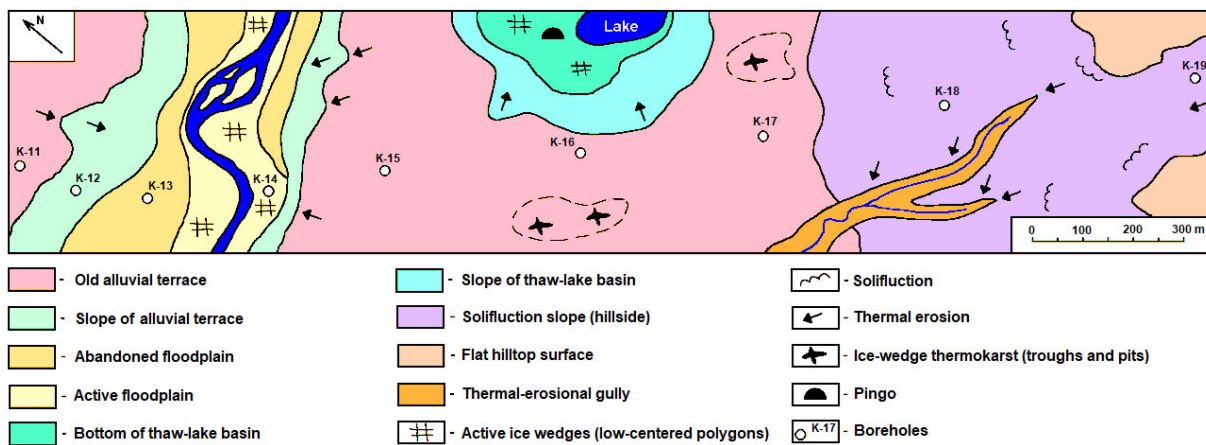 N
Lake
K-19
K-18
K-17
K-16
K-11
K-15
K-12
K-13
K-14
0 100 200 300 m
- Old alluvial terrace
- Slope of thaw-lake basin
- Solifluction
- Slope of alluvial terrace
- Solifluction slope (hillside)
- Thermal erosion
- Abandoned floodplain
- Flat hilltop surface
- Ice-wedge thermokarst (troughs and pits)
- Active floodplain
- Thermal-erosional gully
- Pingo
- Bottom of thaw-lake basin
- Active ice wedges (low-centered polygons)
K-17 - Boreholes